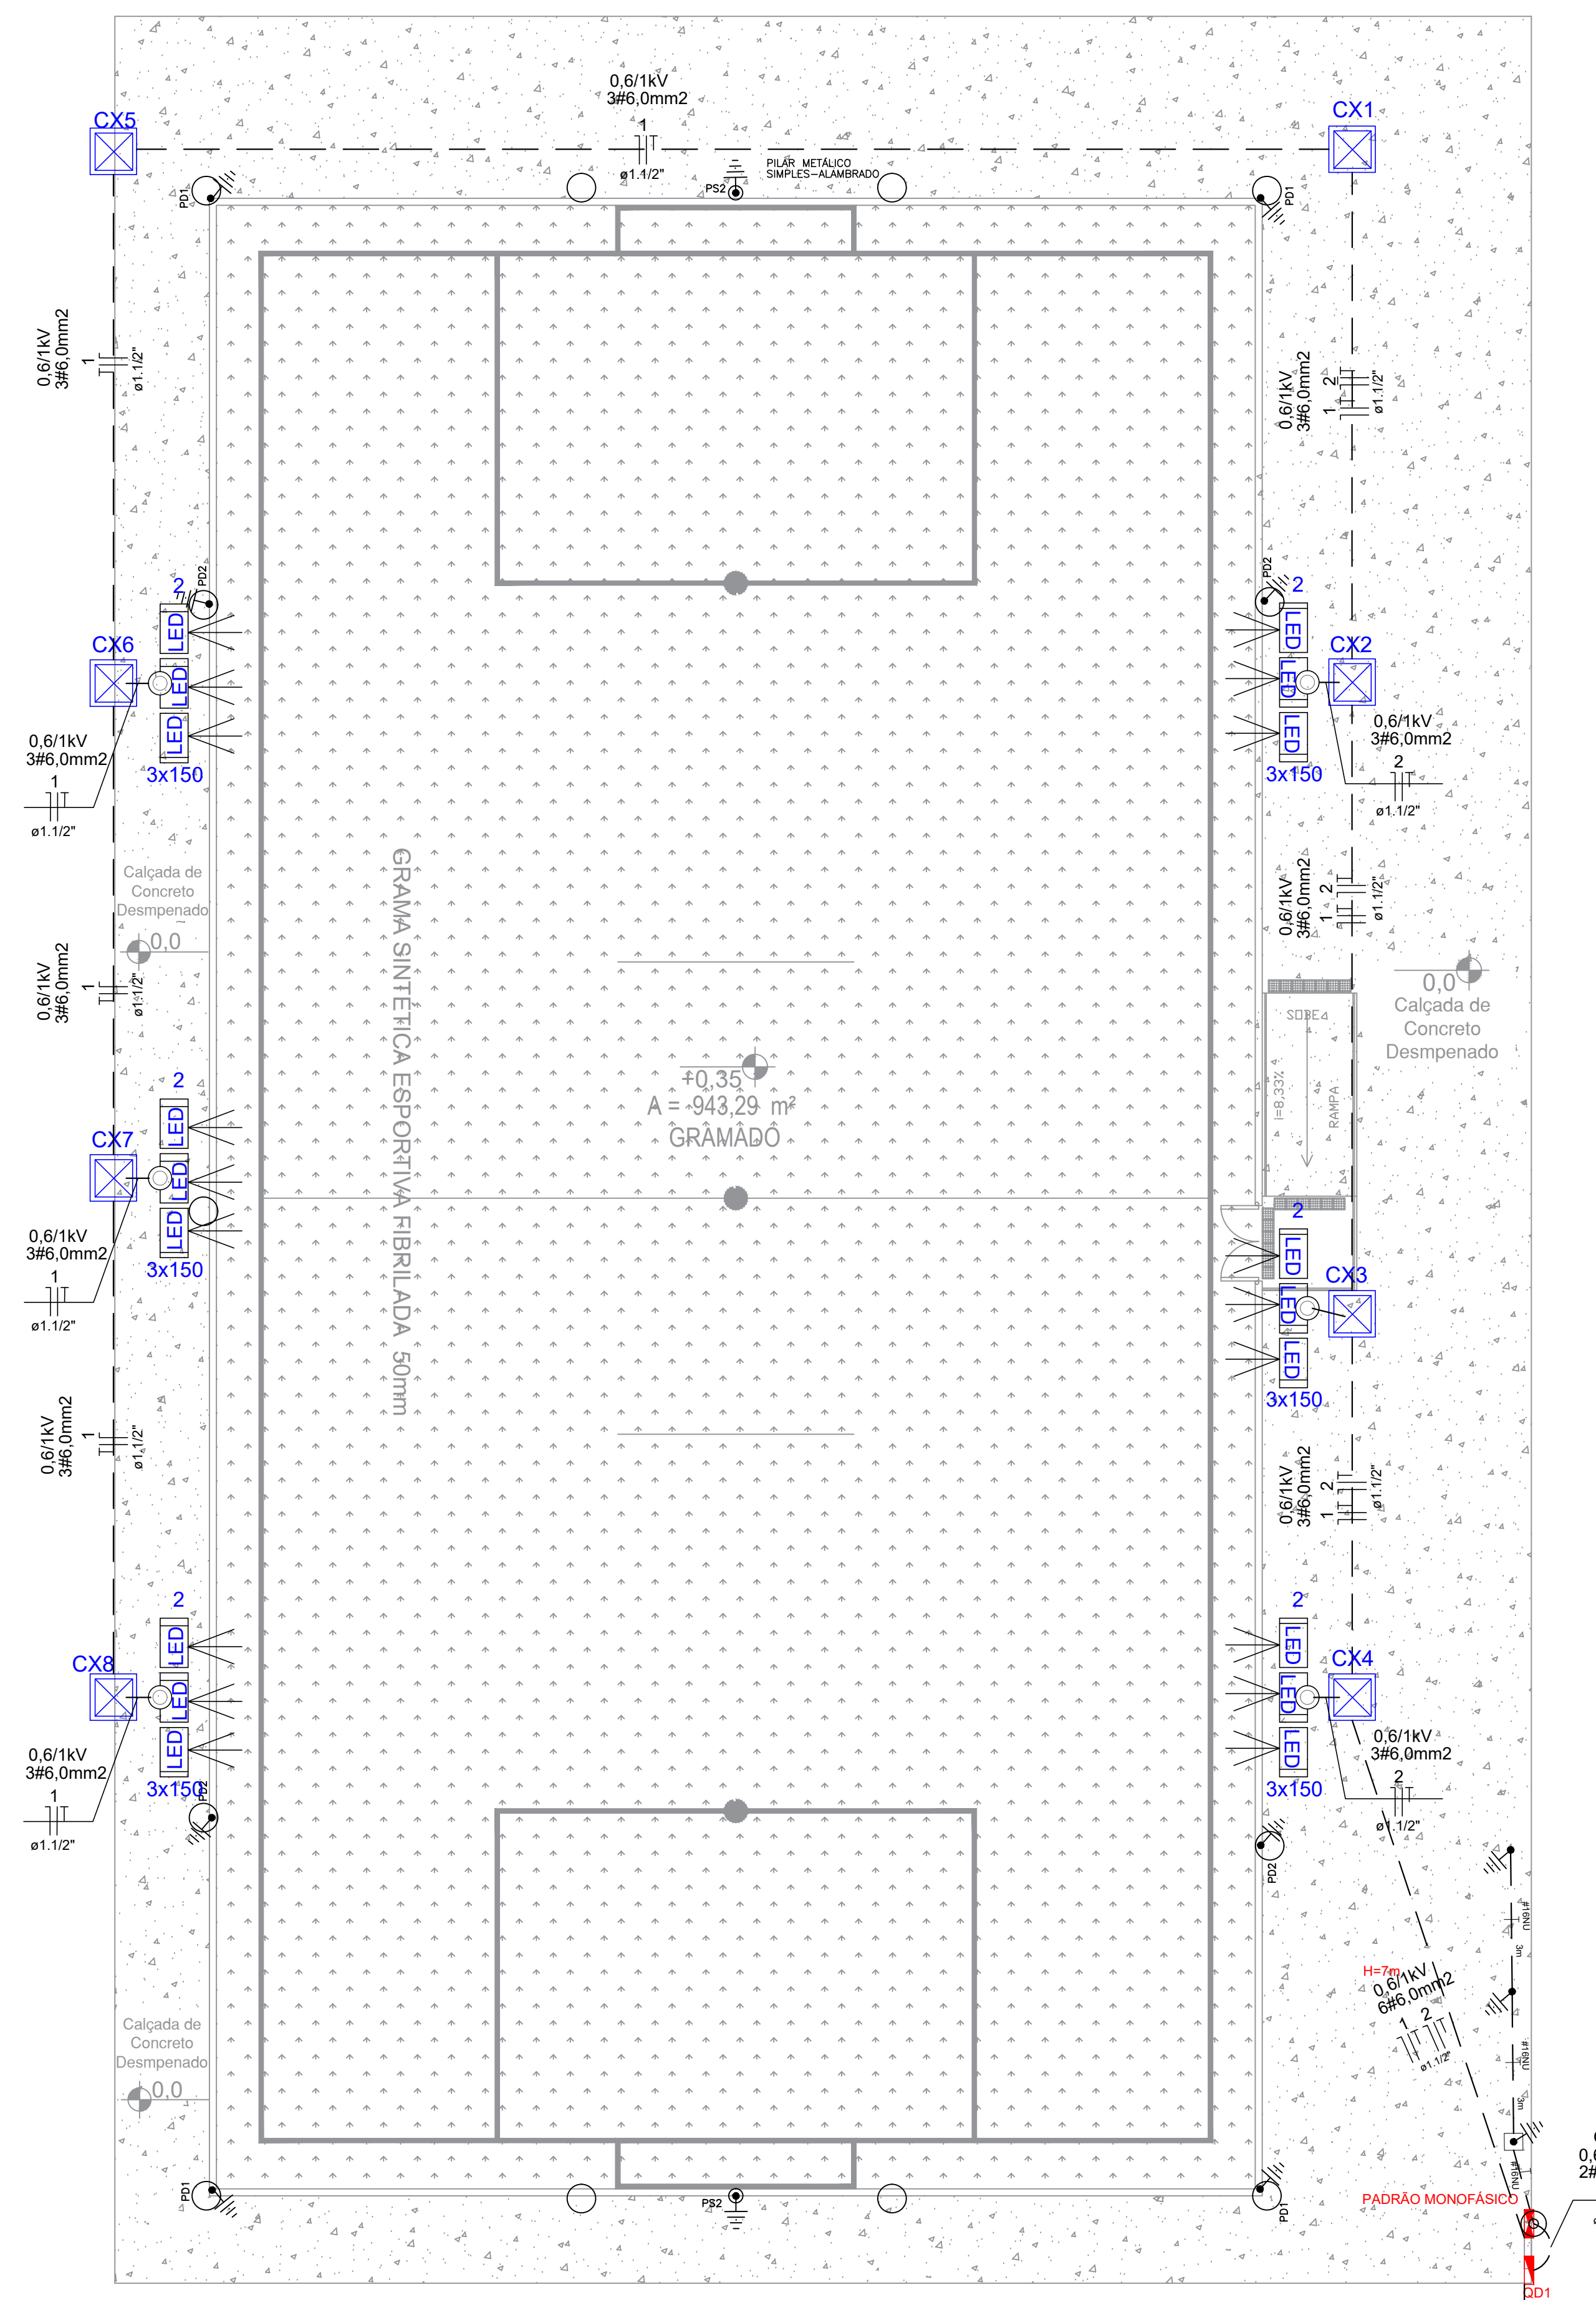 0,6/1kV
3#6,0mm2
1
ø1.1/2"
CX5
CX1
PILAR METÁLICO
SIMPLES-ALAMBRADO
PS2
PD1
PD1
0,6/1kV
3#6,0mm2
1
ø1.1/2"
0,6/1kV
3#6,0mm2
1 2
ø1.1/2"
PD2
2
LED
LED
LED
3x150
CX6
PD2
2
LED
LED
LED
3x150
CX2
0,6/1kV
3#6,0mm2
1
ø1.1/2"
0,6/1kV
3#6,0mm2
2
ø1.1/2"
Calçada de
Concreto
Desmpenado
0,0
0,6/1kV
3#6,0mm2
1 2
ø1.1/2"
0,6/1kV
3#6,0mm2
1
ø1.1/2"
GRAMA SINTÉTICA ESPORTIVA FIBRILADA 50mm
0,0
Calçada de
Concreto
Desmpenado
SOBE
i=8,33%
RAMPA
+0,35
A = 943,29 m²
GRAMADO
2
LED
LED
LED
3x150
CX7
0,6/1kV
3#6,0mm2
1
ø1.1/2"
2
LED
LED
LED
3x150
CX3
0,6/1kV
3#6,0mm2
1
ø1.1/2"
0,6/1kV
3#6,0mm2
1 2
ø1.1/2"
2
LED
LED
LED
3x150
CX8
PD2
0,6/1kV
3#6,0mm2
1
ø1.1/2"
2
LED
LED
LED
3x150
CX4
0,6/1kV
3#6,0mm2
2
ø1.1/2"
PD2
#16NU
3m
H=7m
0,6/1kV
6#6,0mm2
1 2
ø1.1/2"
#16NU
3m
#16NU
Calçada de
Concreto
Desmpenado
0,0
PD1
PS2
PD1
PADRÃO MONOFÁSICO
QD1